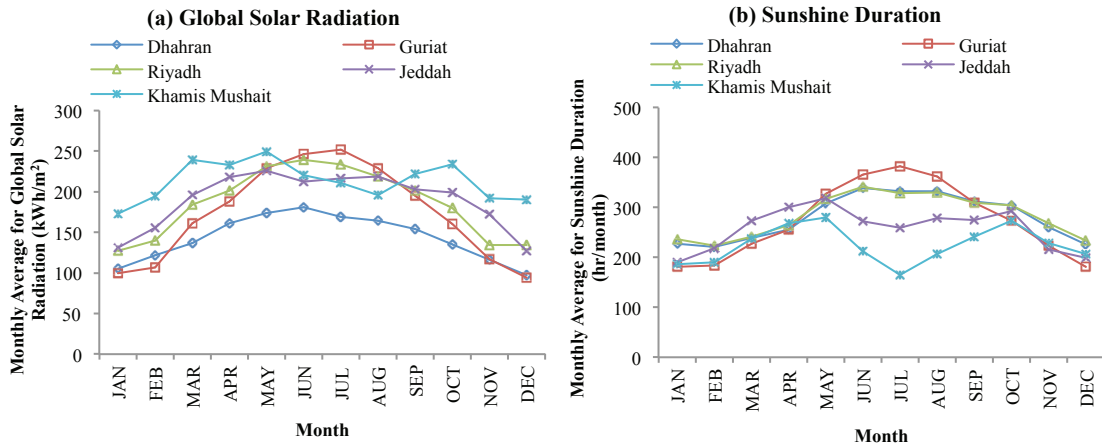 (a) Global Solar Radiation
Dhahran
Guriat
Riyadh
Jeddah
Khamis Mushait
Monthly Average for Global Solar
Radiation (kWh/m²)
300
250
200
150
100
50
0
JAN
FEB
MAR
APR
MAY
JUN
JUL
AUG
SEP
OCT
NOV
DEC
Month
(b) Sunshine Duration
Dhahran
Guriat
Riyadh
Jeddah
Khamis Mushait
Monthly Average for Sunshine Duration
(hr/month)
500
400
300
200
100
0
JAN
FEB
MAR
APR
MAY
JUN
JUL
AUG
SEP
OCT
NOV
DEC
Month